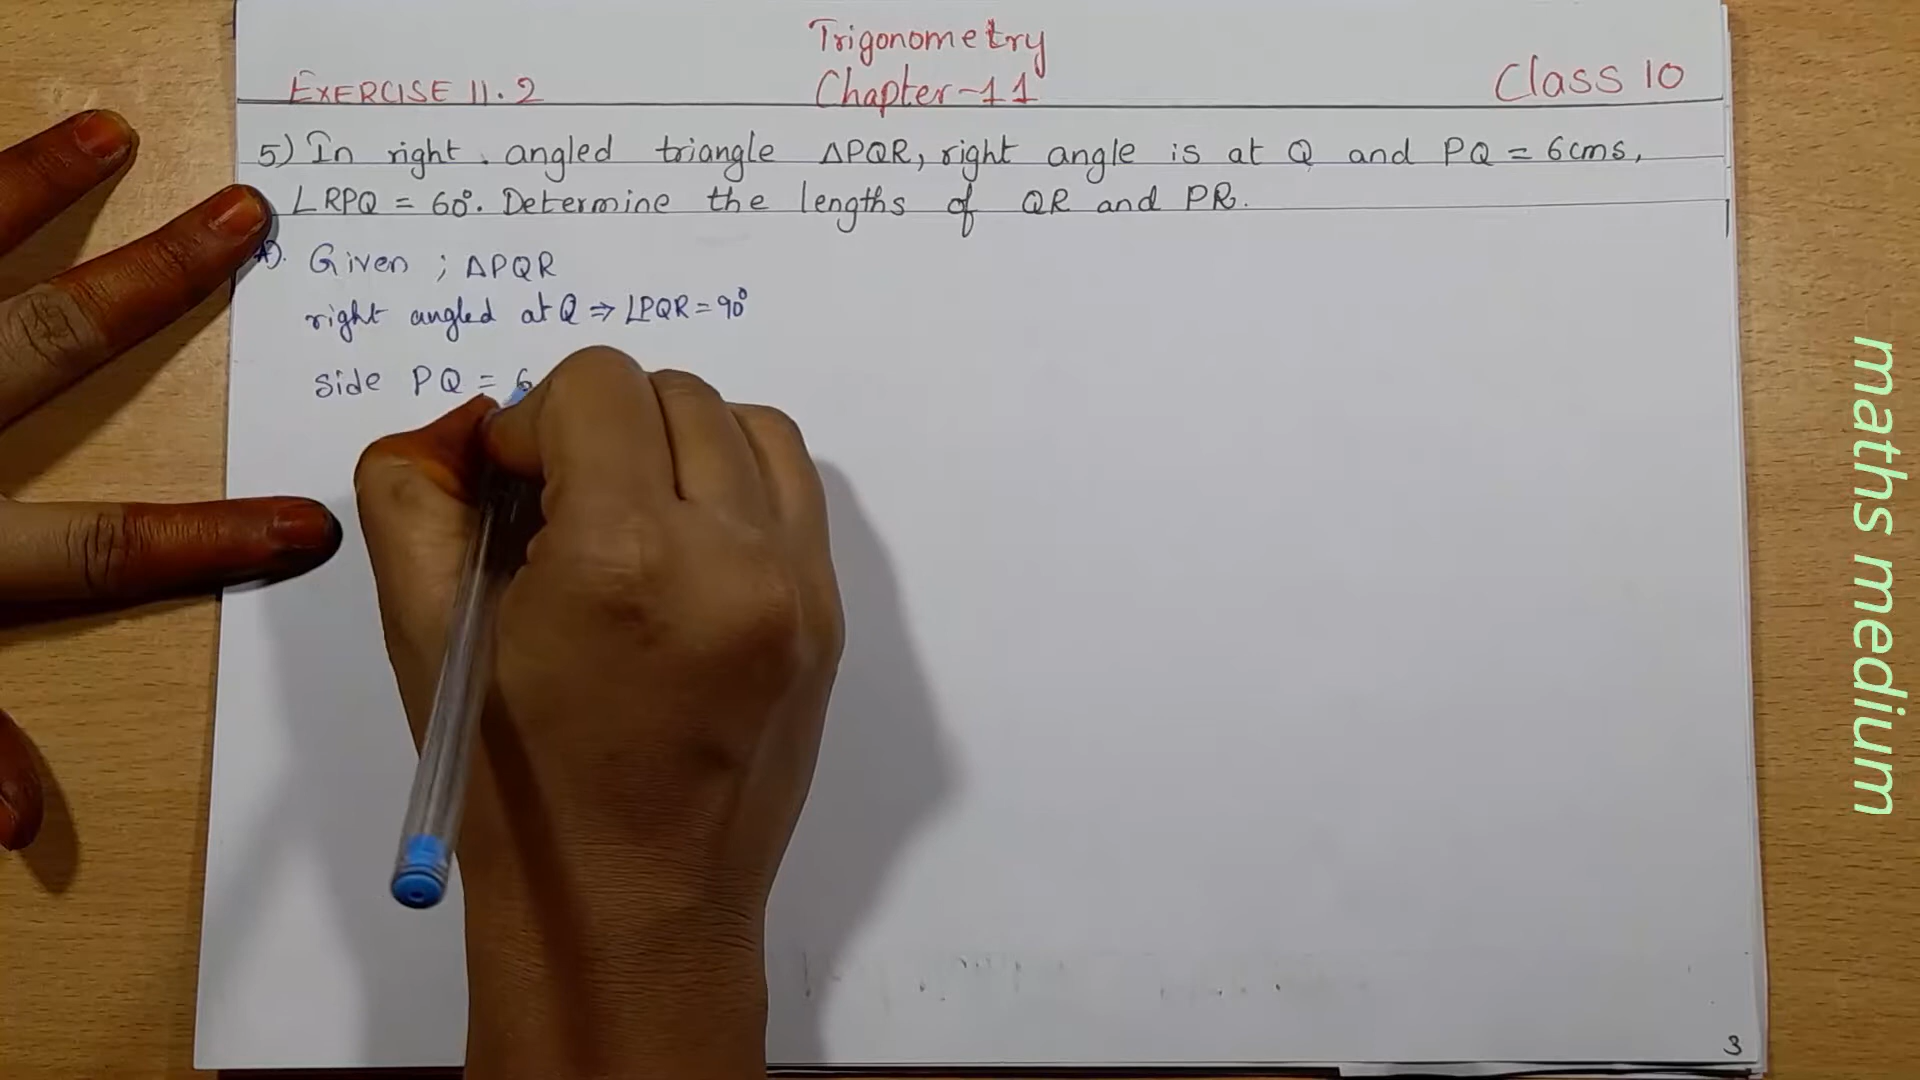 Trigonometry
EXERCISE 11.2 Chapter-11 Class 10
5) In right angled triangle ΔPQR, right angle is at Q and PQ = 6cms,
∠RPQ = 60°. Determine the lengths of QR and PR.
A). Given ; ΔPQR
right angled at Q ⇒ ∠PQR = 90°
side PQ = 6
maths medium
3